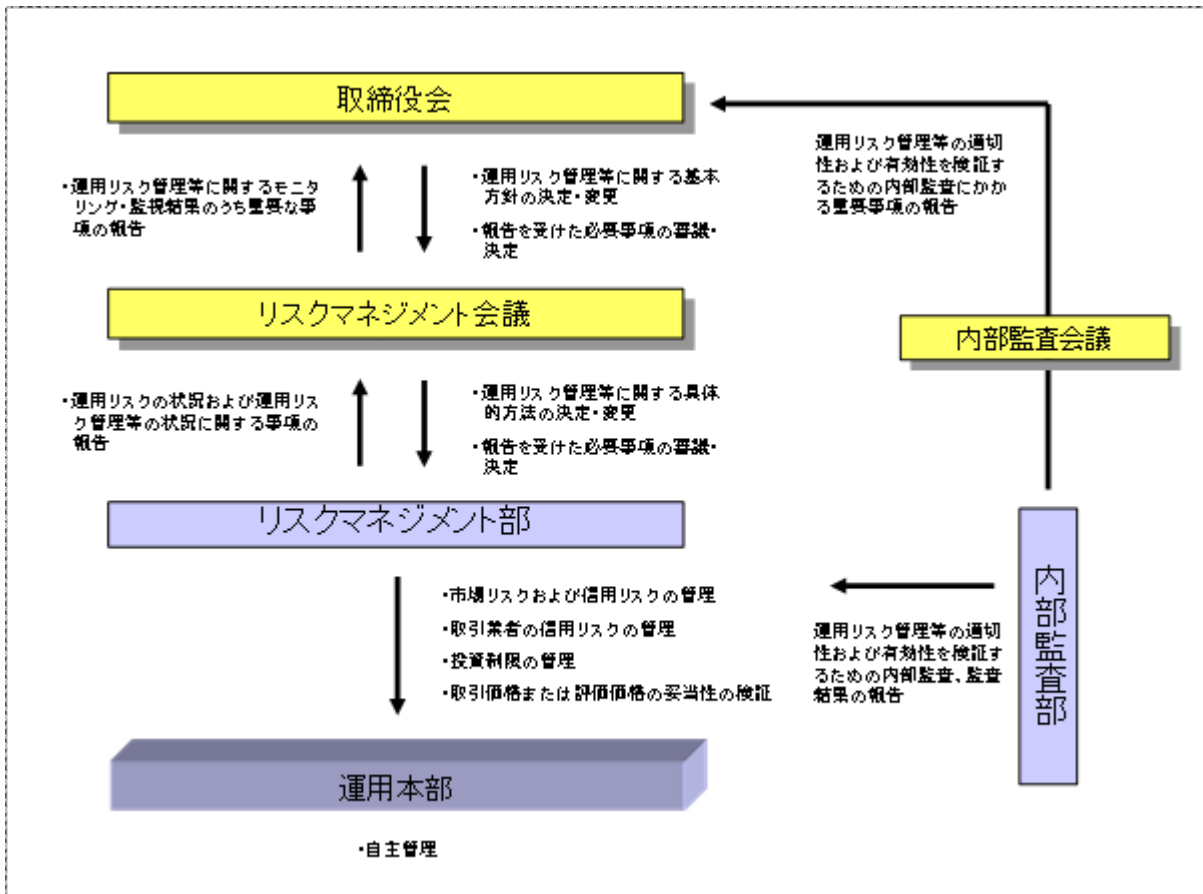 取締役会
・運用リスク管理等に関するモニ
タリング・監視結果のうち重要な事
項の報告
・運用リスク管理等に関する基本
方針の決定・変更
・報告を受けた必要事項の審議・
決定
運用リスク管理等の適切
性および有効性を検証す
るための内部監査にかか
る重要事項の報告
リスクマネジメント会議
内部監査会議
・運用リスクの状況および運用リス
ク管理等の状況に関する事項の
報告
・運用リスク管理等に関する具体
的方法の決定・変更
・報告を受けた必要事項の審議・
決定
リスクマネジメント部
・市場リスクおよび信用リスクの管理
・取引業者の信用リスクの管理
・投資制限の管理
・取引価格または評価価格の妥当性の検証
運用リスク管理等の適切
性および有効性を検証す
るための内部監査、監査
結果の報告
内部監査部
運用本部
・自主管理